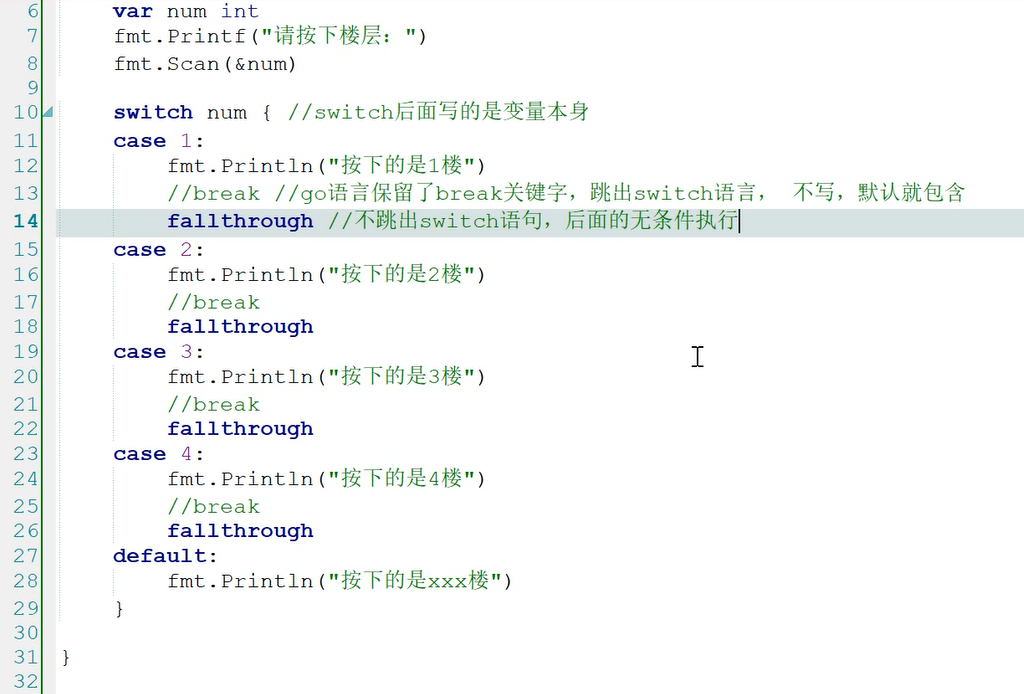 6 var num int
7 fmt.Printf("请按下楼层：")
8 fmt.Scan(&num)
9
10 switch num { //switch后面写的是变量本身
11 case 1:
12 fmt.Println("按下的是1楼")
13 //break //go语言保留了break关键字，跳出switch语言， 不写，默认就包含
14 fallthrough //不跳出switch语句，后面的无条件执行
15 case 2:
16 fmt.Println("按下的是2楼")
17 //break
18 fallthrough
19 case 3:
20 fmt.Println("按下的是3楼")
21 //break
22 fallthrough
23 case 4:
24 fmt.Println("按下的是4楼")
25 //break
26 fallthrough
27 default:
28 fmt.Println("按下的是xxx楼")
29 }
30
31 }
32